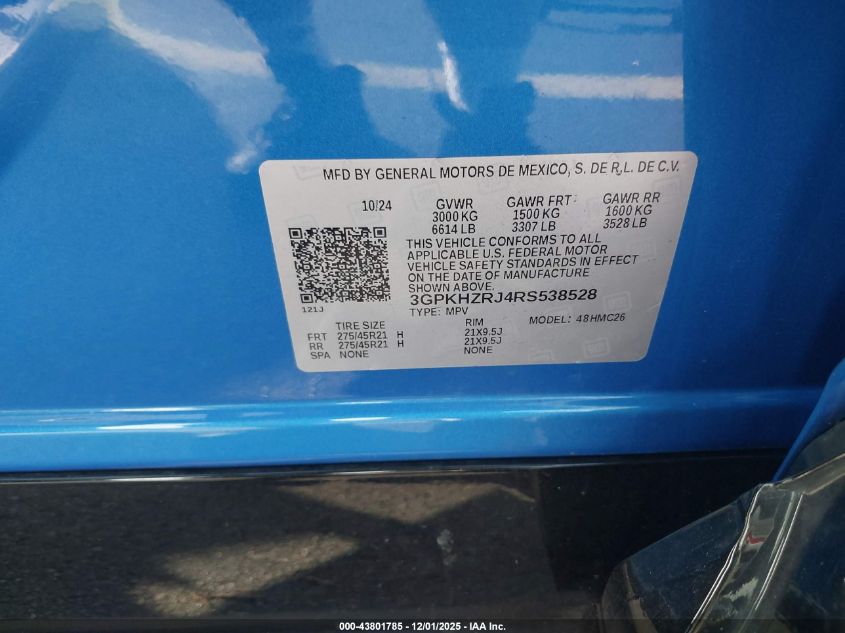 MFD BY GENERAL MOTORS DE MEXICO, S. DE R.L. DE C.V.
10/24 GVWR GAWR FRT GAWR RR
3000 KG 1500 KG 1600 KG
6614 LB 3307 LB 3528 LB
THIS VEHICLE CONFORMS TO ALL
APPLICABLE U.S. FEDERAL MOTOR
VEHICLE SAFETY STANDARDS IN EFFECT
ON THE DATE OF MANUFACTURE
SHOWN ABOVE.
3GPKHZRJ4RS538528
121J
TYPE: MPV MODEL: 48HMC26
TIRE SIZE RIM
FRT 275/45R21 H 21X9.5J
RR 275/45R21 H 21X9.5J
SPA NONE NONE
000-43801785 - 12/01/2025 - IAA Inc.